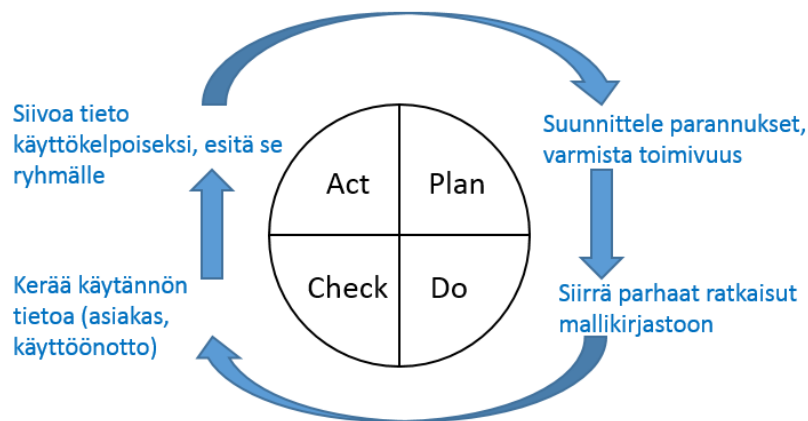 Siivoa tieto
käyttökelpoiseksi, esitä se
ryhmälle
Suunnittele parannukset,
varmista toimivuus
Act
Plan
Check
Do
Kerää käytännön
tietoa (asiakas,
käyttöönotto)
Siirrä parhaat ratkaisut
mallikirjastoon